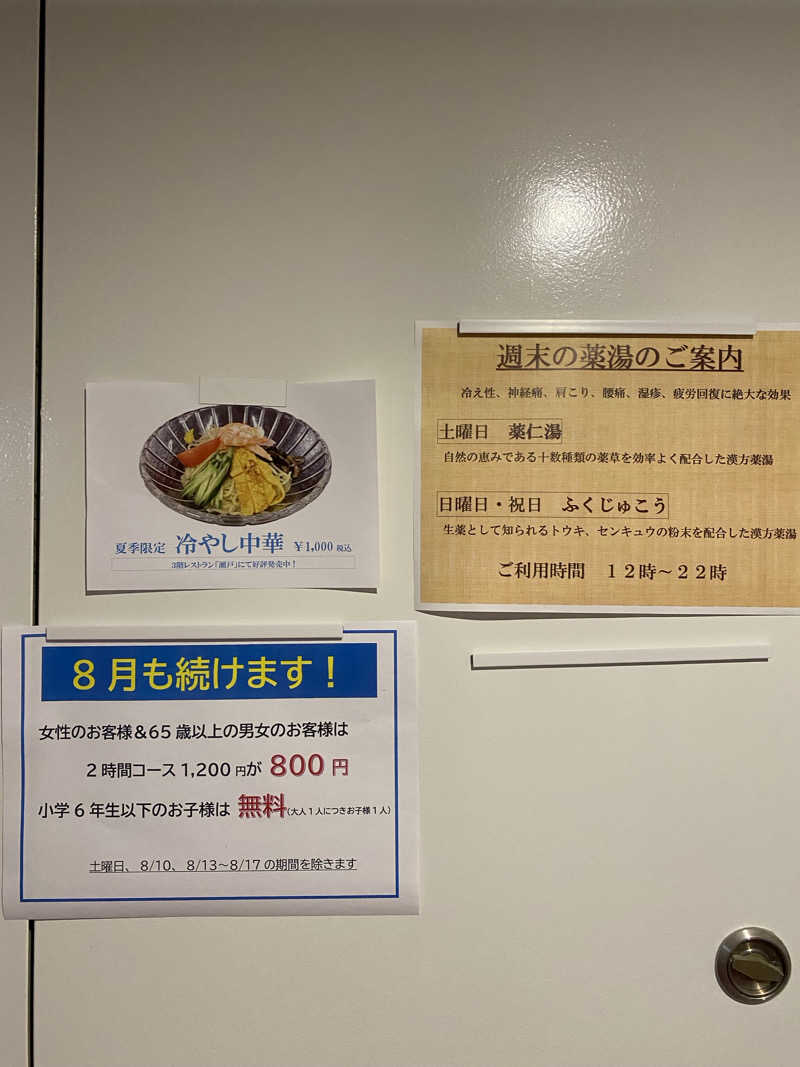 夏季限定 冷やし中華 ￥1,000 税込
3階レストラン「瀬戸」にて好評発売中！
週末の薬湯のご案内
冷え性、神経痛、肩こり、腰痛、湿疹、疲労回復に絶大な効果
土曜日　薬仁湯
自然の恵みである十数種類の薬草を効率よく配合した漢方薬湯
日曜日・祝日　ふくじゅこう
生薬として知られるトウキ、センキュウの粉末を配合した漢方薬湯
ご利用時間　１２時～２２時
8月も続けます！
女性のお客様＆65歳以上の男女のお客様は
2時間コース1,200円が 800円
小学6年生以下のお子様は 無料（大人1人につきお子様1人）
土曜日、8/10、8/13～8/17の期間を除きます